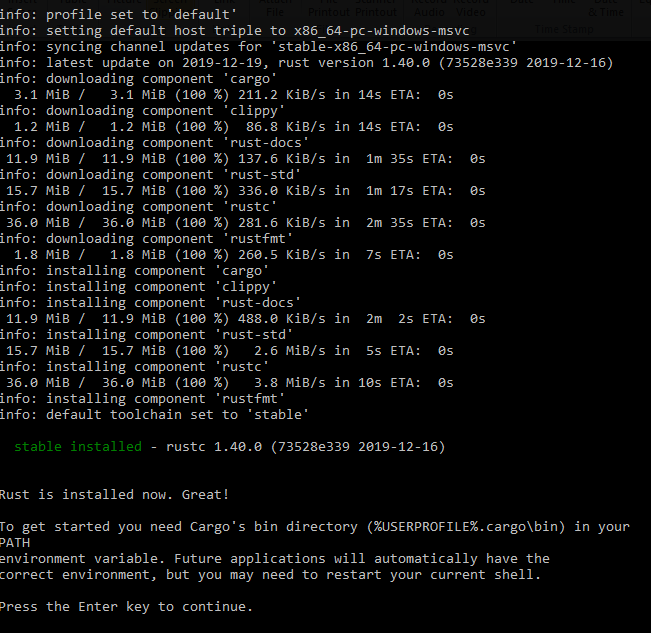 info: profile set to 'default'
info: setting default host triple to x86_64-pc-windows-msvc
info: syncing channel updates for 'stable-x86_64-pc-windows-msvc'
info: latest update on 2019-12-19, rust version 1.40.0 (73528e339 2019-12-16)
info: downloading component 'cargo'
  3.1 MiB /   3.1 MiB (100 %) 211.2 KiB/s in 14s ETA:  0s
info: downloading component 'clippy'
  1.2 MiB /   1.2 MiB (100 %)  86.8 KiB/s in 14s ETA:  0s
info: downloading component 'rust-docs'
 11.9 MiB /  11.9 MiB (100 %) 137.6 KiB/s in  1m 35s ETA:  0s
info: downloading component 'rust-std'
 15.7 MiB /  15.7 MiB (100 %) 336.0 KiB/s in  1m 17s ETA:  0s
info: downloading component 'rustc'
 36.0 MiB /  36.0 MiB (100 %) 281.6 KiB/s in  2m 35s ETA:  0s
info: downloading component 'rustfmt'
  1.8 MiB /   1.8 MiB (100 %) 260.5 KiB/s in  7s ETA:  0s
info: installing component 'cargo'
info: installing component 'clippy'
info: installing component 'rust-docs'
 11.9 MiB /  11.9 MiB (100 %) 488.0 KiB/s in  2m  2s ETA:  0s
info: installing component 'rust-std'
 15.7 MiB /  15.7 MiB (100 %)   2.6 MiB/s in  5s ETA:  0s
info: installing component 'rustc'
 36.0 MiB /  36.0 MiB (100 %)   3.8 MiB/s in 10s ETA:  0s
info: installing component 'rustfmt'
info: default toolchain set to 'stable'
  stable installed - rustc 1.40.0 (73528e339 2019-12-16)
Rust is installed now. Great!
To get started you need Cargo's bin directory (%USERPROFILE%.cargo\bin) in your
PATH
environment variable. Future applications will automatically have the
correct environment, but you may need to restart your current shell.
Press the Enter key to continue.